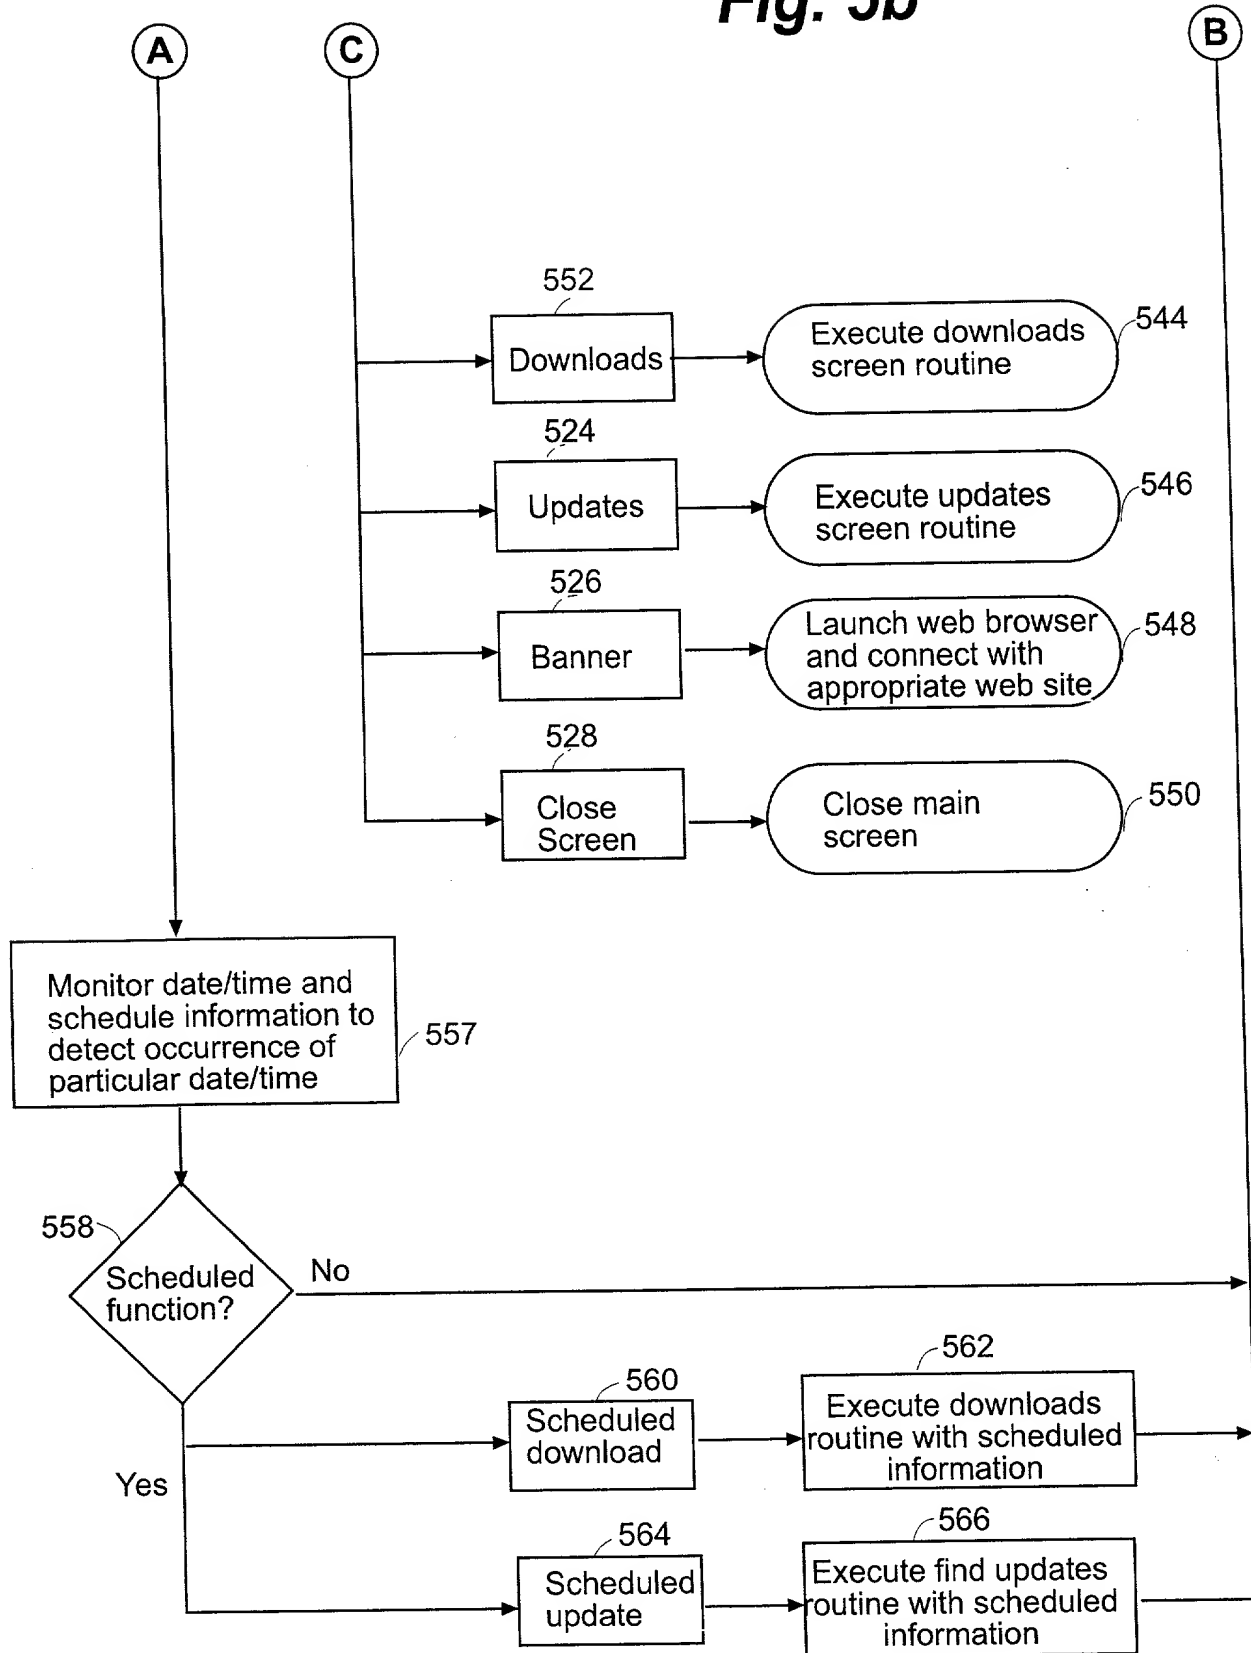 Fig. 5b
A
C
B
552
Downloads
Execute downloads
screen routine
544
524
Updates
Execute updates
screen routine
546
526
Banner
Launch web browser
and connect with
appropriate web site
548
528
Close
Screen
Close main
screen
550
Monitor date/time and
schedule information to
detect occurrence of
particular date/time
557
558
Scheduled
function?
No
Yes
560
Scheduled
download
562
Execute downloads
routine with scheduled
information
564
Scheduled
update
566
Execute find updates
routine with scheduled
information